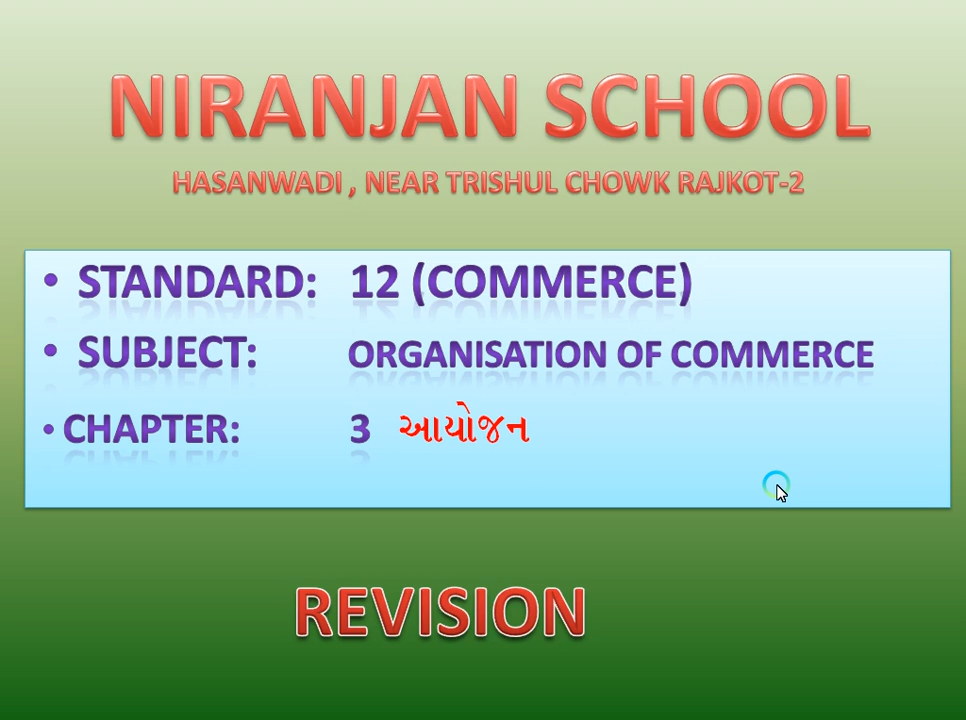 NIRANJAN SCHOOL
HASANWADI , NEAR TRISHUL CHOWK RAJKOT-2
• STANDARD: 12 (COMMERCE)
• SUBJECT: ORGANISATION OF COMMERCE
• CHAPTER: 3 આયોજન
REVISION